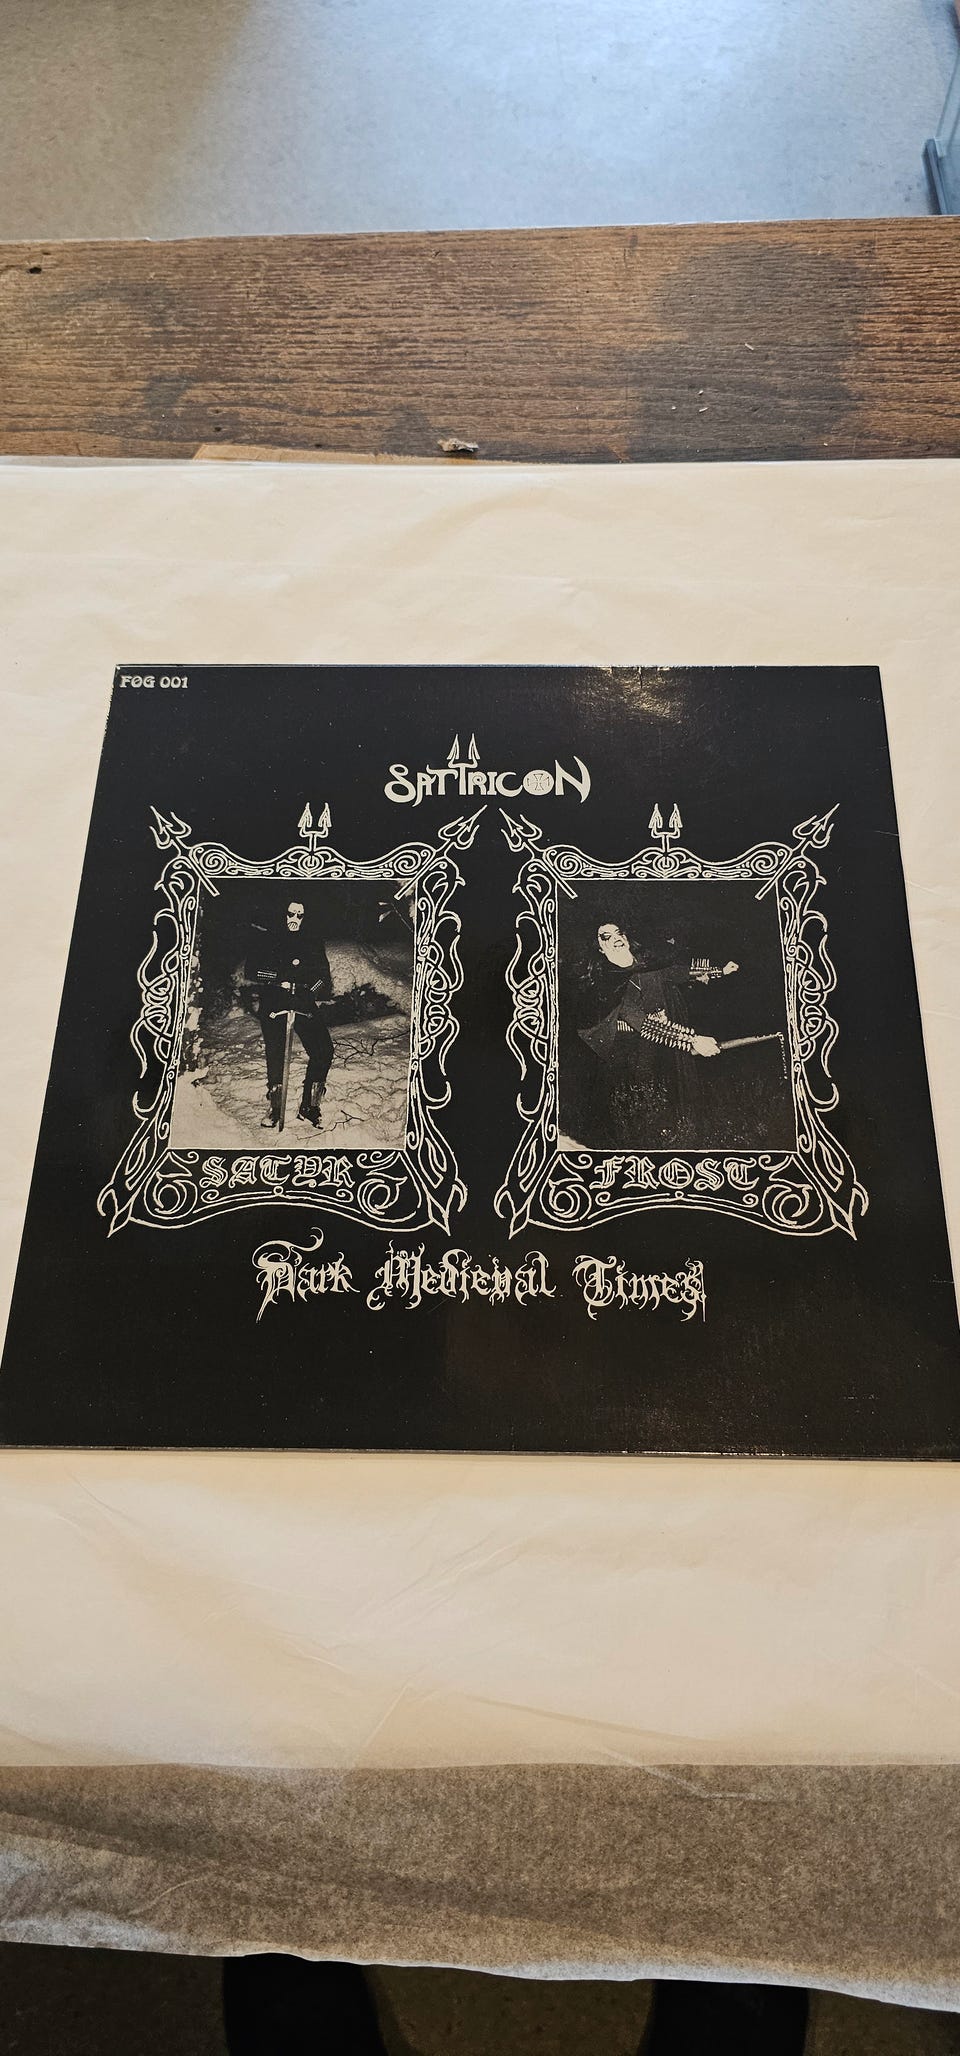 FOG 001
SATYRICON
SATYR
FROST
Dark Medieval Times